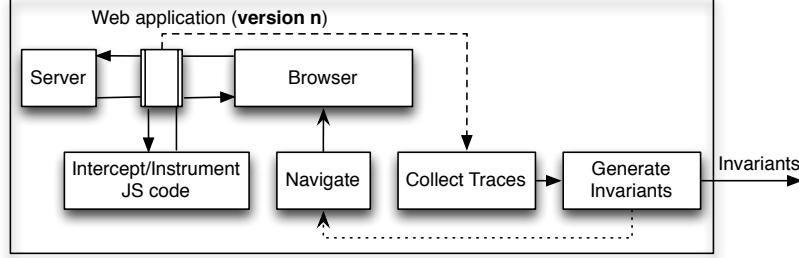 Web application (version n)
Server
Browser
Intercept/Instrument
JS code
Navigate
Collect Traces
Generate
Invariants
Invariants